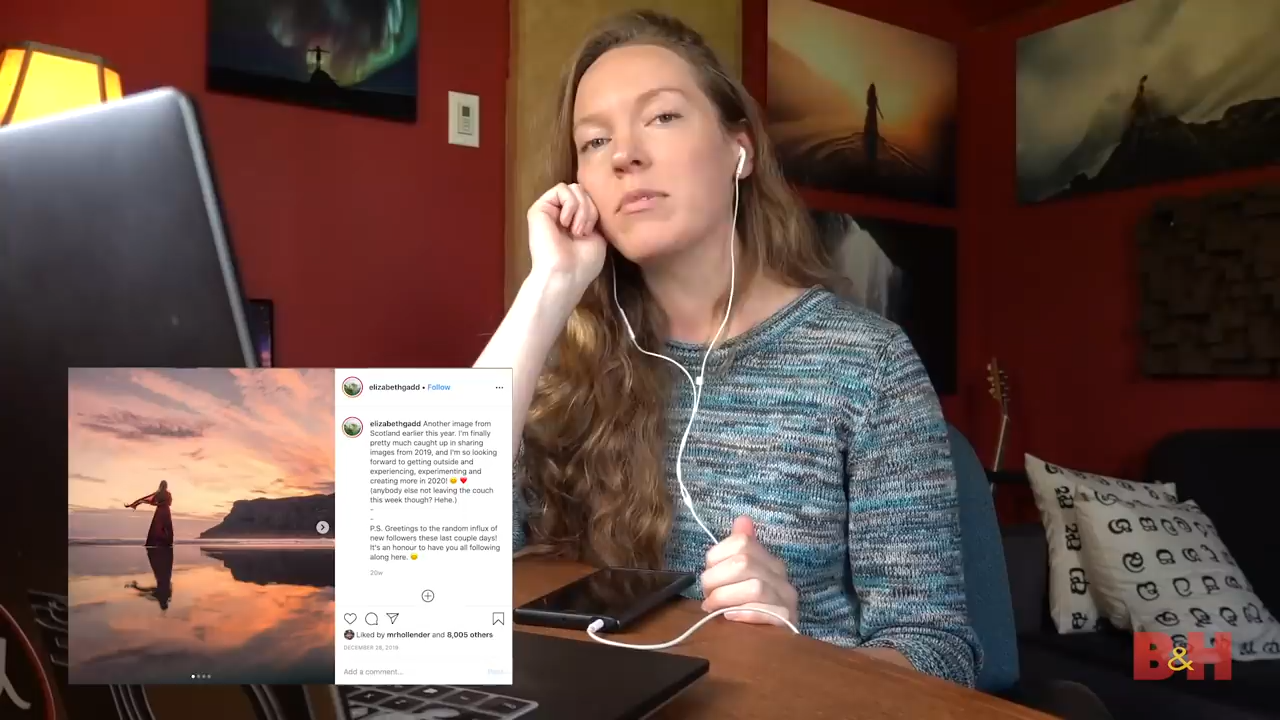 elizabethgadd • Follow
elizabethgadd Another image from
Scotland earlier this year. I'm finally
pretty much caught up in sharing
images from 2019, and I'm so looking
forward to getting outside and
experiencing, experimenting and
creating more in 2020! 😊 ❤️
(anybody else not leaving the couch
this week though? Hehe.)
-
-
P.S. Greetings to the random influx of
new followers these last couple days!
It's an honour to have you all following
along here. 😊
20w
Liked by mrhollender and 8,005 others
DECEMBER 28, 2019
Add a comment...
Post
B&H